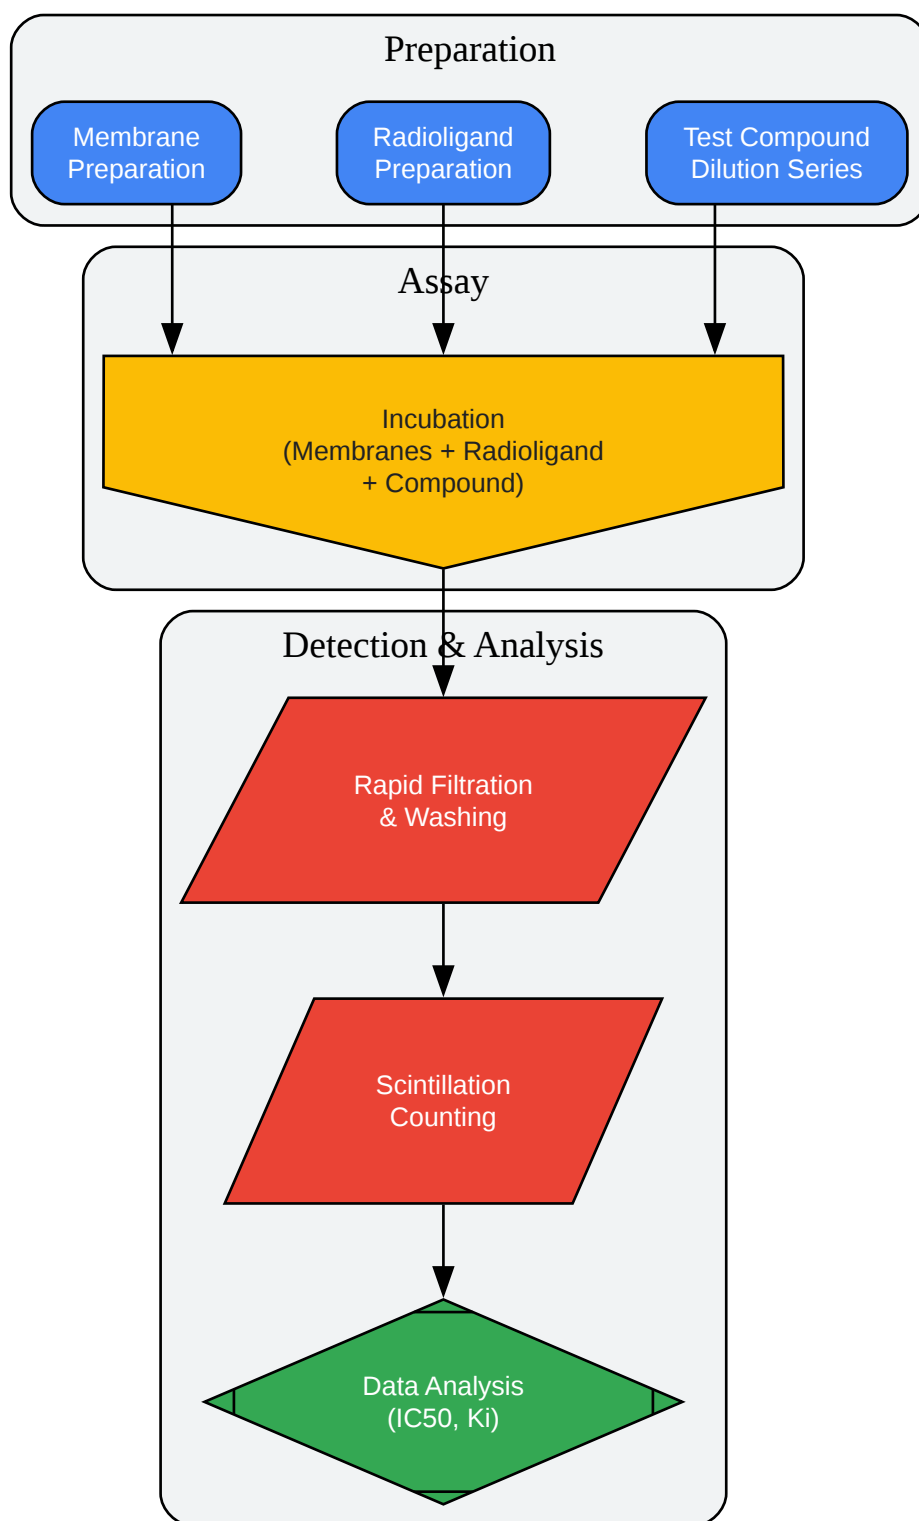 Preparation
Membrane
Preparation
Radioligand
Preparation
Test Compound
Dilution Series
Assay
Incubation
(Membranes + Radioligand
+ Compound)
Detection & Analysis
Rapid Filtration
& Washing
Scintillation
Counting
Data Analysis
(IC50, Ki)